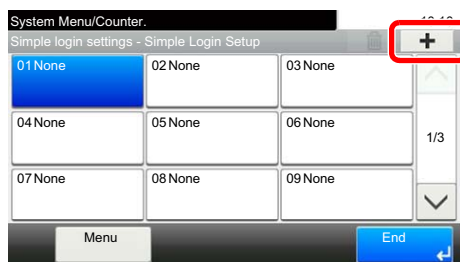 System Menu/Counter.
Simple login settings - Simple Login Setup
01 None
02 None
03 None
04 None
05 None
06 None
1/3
07 None
08 None
09 None
Menu
End